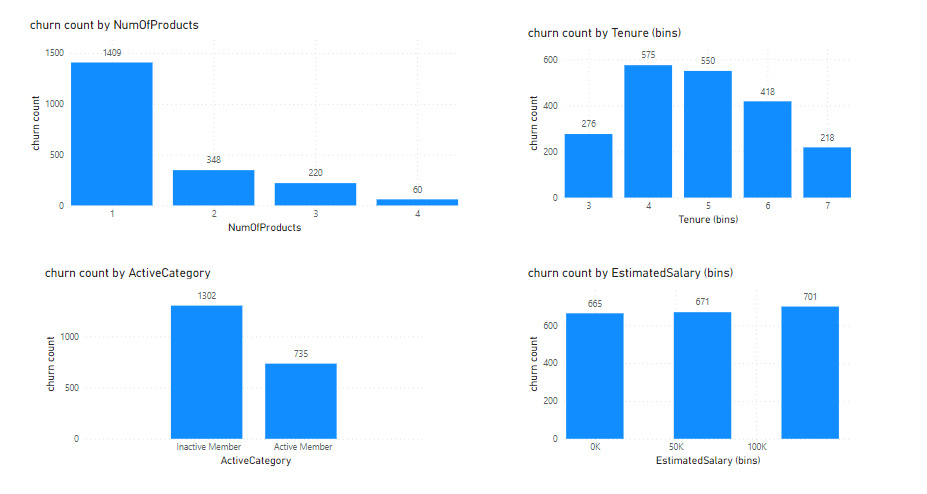 churn count by NumOfProducts
churn count
1500
1000
500
0
1409
348
220
60
1 2 3 4
NumOfProducts
churn count by Tenure (bins)
churn count
600
400
200
0
276
575
550
418
218
3 4 5 6 7
Tenure (bins)
churn count by ActiveCategory
churn count
1000
500
0
1302
735
Inactive Member Active Member
ActiveCategory
churn count by EstimatedSalary (bins)
churn count
600
400
200
0
665
671
701
0K 50K 100K
EstimatedSalary (bins)